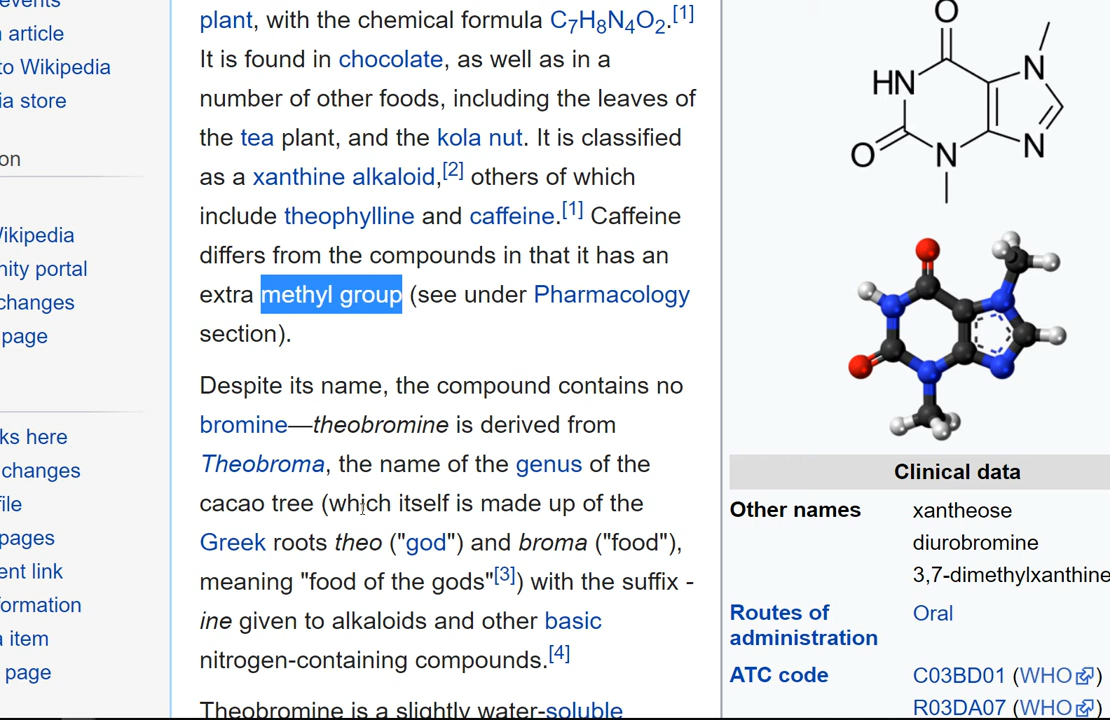 events
article
to Wikipedia
ia store
on
Wikipedia
nity portal
changes
page
ks here
changes
file
pages
ent link
formation
item
page
plant, with the chemical formula C₇H₈N₄O₂.[1]
It is found in chocolate, as well as in a
number of other foods, including the leaves of
the tea plant, and the kola nut. It is classified
as a xanthine alkaloid,[2] others of which
include theophylline and caffeine.[1] Caffeine
differs from the compounds in that it has an
extra methyl group (see under Pharmacology
section).
Despite its name, the compound contains no
bromine—theobromine is derived from
Theobroma, the name of the genus of the
cacao tree (which itself is made up of the
Greek roots theo ("god") and broma ("food"),
meaning "food of the gods"[3]) with the suffix -
ine given to alkaloids and other basic
nitrogen-containing compounds.[4]
Theobromine is a slightly water-soluble
O
HN
N
O
N
N
Clinical data
Other names xantheose
diurobromine
3,7-dimethylxanthine
Routes of Oral
administration
ATC code C03BD01 (WHO)
R03DA07 (WHO)